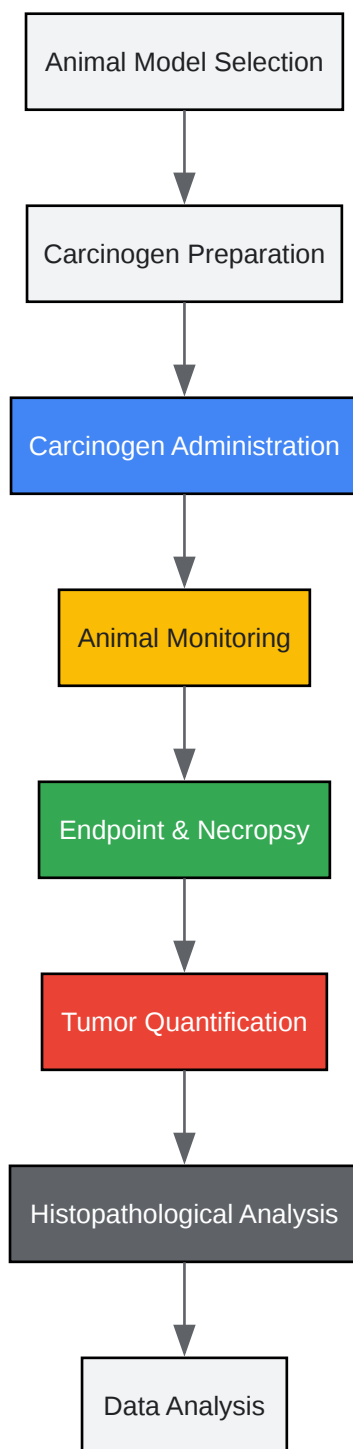 Animal Model Selection
Carcinogen Preparation
Carcinogen Administration
Animal Monitoring
Endpoint & Necropsy
Tumor Quantification
Histopathological Analysis
Data Analysis